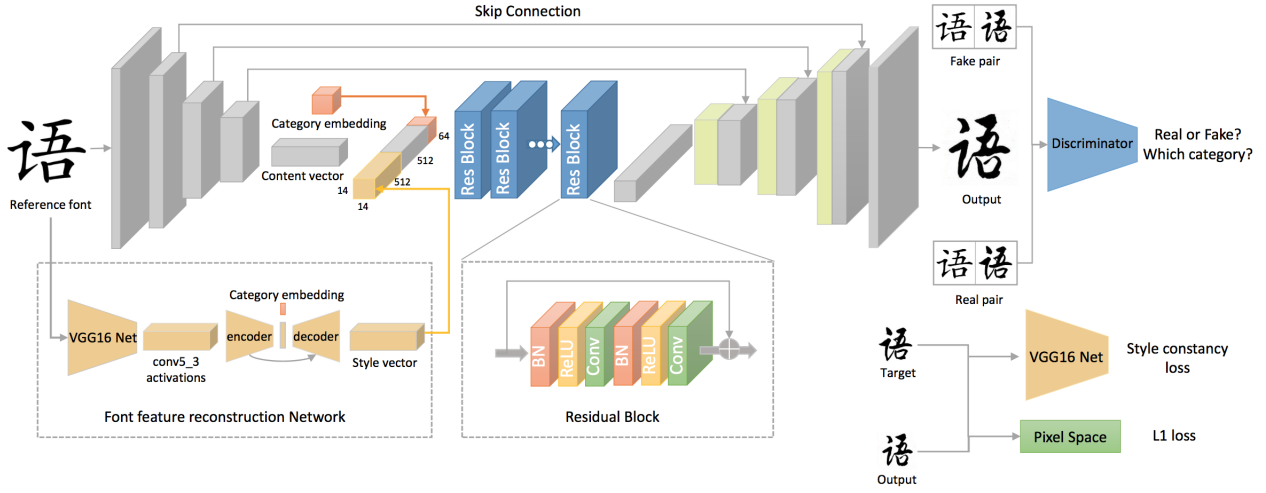 Skip Connection
语
Reference font
Category embedding
Content vector
64
512
512
14
14
Res Block
Res Block
Res Block
语 语
Fake pair
语
Output
语 语
Real pair
Discriminator
Real or Fake?
Which category?
VGG16 Net
conv5_3
activations
Category embedding
encoder
decoder
Style vector
Font feature reconstruction Network
BN
ReLU
Conv
BN
ReLU
Conv
Residual Block
语
Target
语
Output
VGG16 Net
Style constancy
loss
Pixel Space
L1 loss